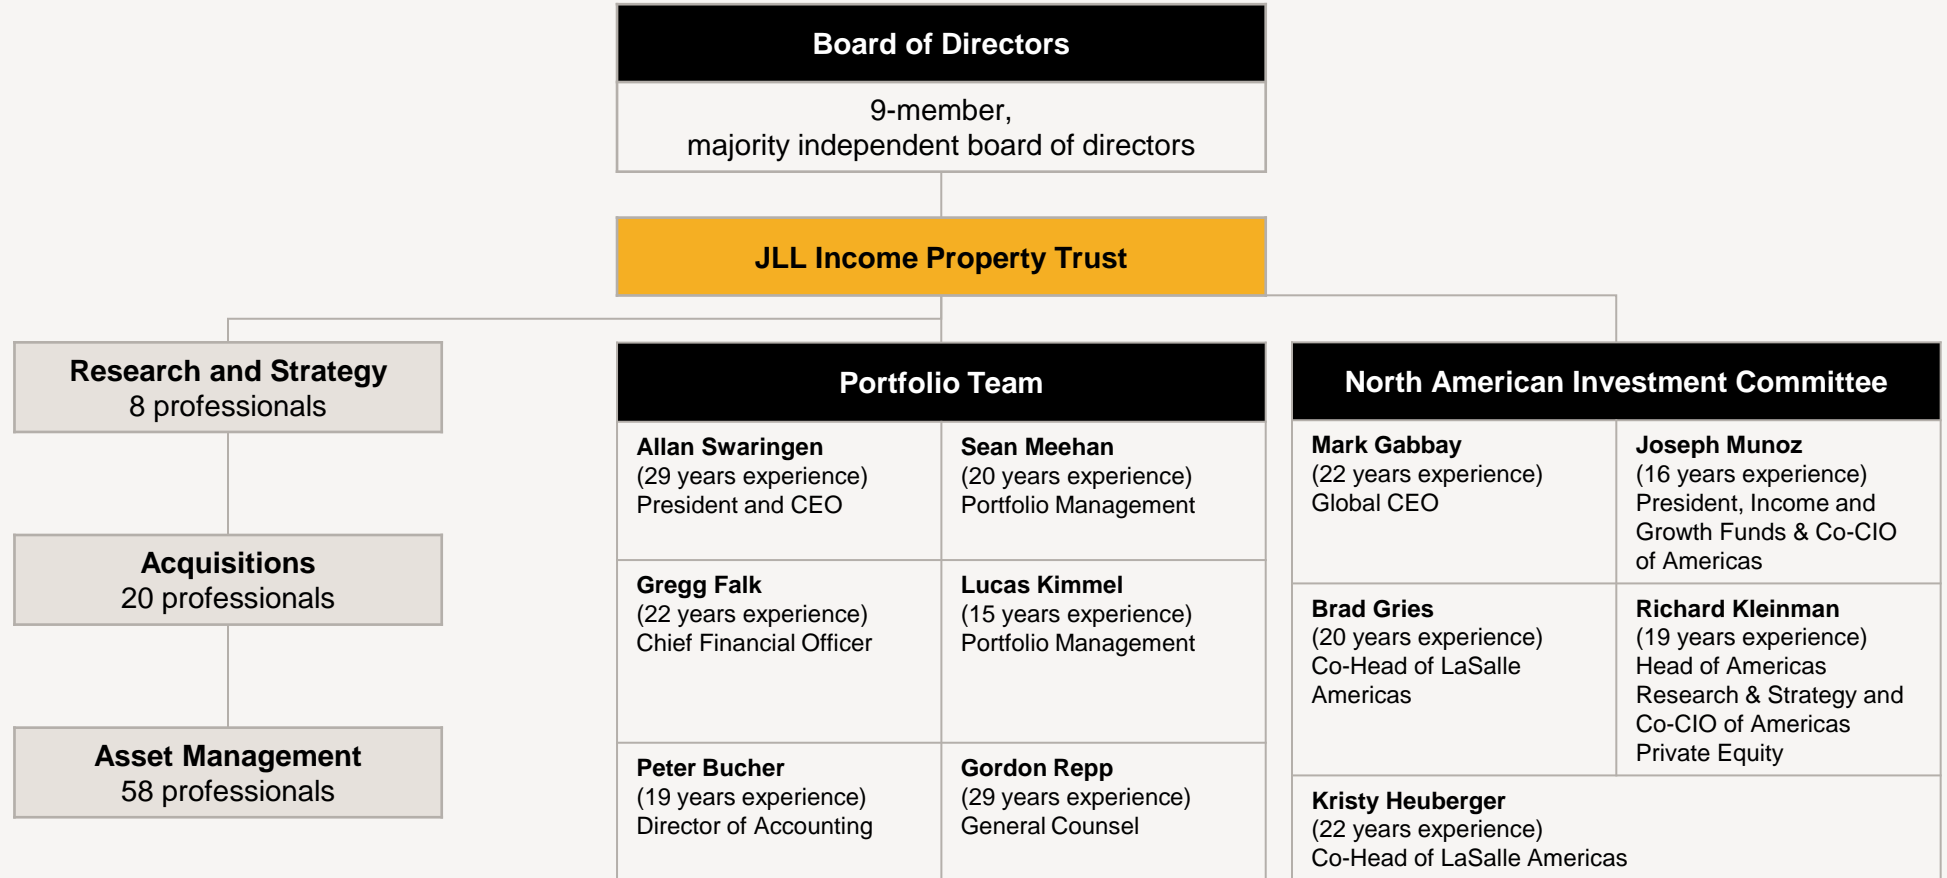 Board of Directors
9-member,
majority independent board of directors
JLL Income Property Trust
Research and Strategy
8 professionals
Acquisitions
20 professionals
Asset Management
58 professionals
Portfolio Team
Allan Swaringen
(29 years experience)
President and CEO
Sean Meehan
(20 years experience)
Portfolio Management
Gregg Falk
(22 years experience)
Chief Financial Officer
Lucas Kimmel
(15 years experience)
Portfolio Management
Peter Bucher
(19 years experience)
Director of Accounting
Gordon Repp
(29 years experience)
General Counsel
North American Investment Committee
Mark Gabbay
(22 years experience)
Global CEO
Joseph Munoz
(16 years experience)
President, Income and
Growth Funds & Co-CIO
of Americas
Brad Gries
(20 years experience)
Co-Head of LaSalle
Americas
Richard Kleinman
(19 years experience)
Head of Americas
Research & Strategy and
Co-CIO of Americas
Private Equity
Kristy Heuberger
(22 years experience)
Co-Head of LaSalle Americas